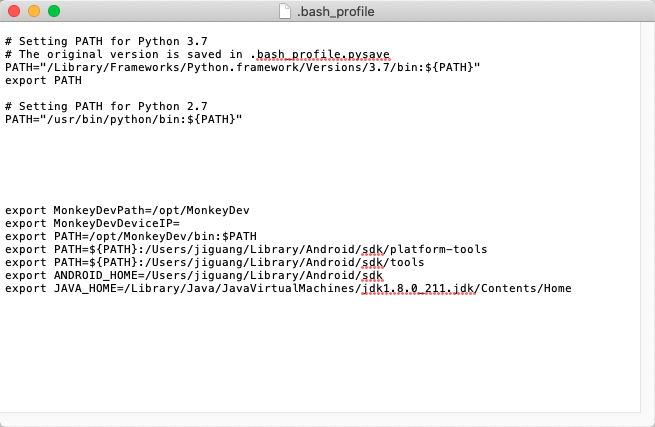 .bash_profile
# Setting PATH for Python 3.7
# The original version is saved in .bash_profile.pysave
PATH="/Library/Frameworks/Python.framework/Versions/3.7/bin:${PATH}"
export PATH
# Setting PATH for Python 2.7
PATH="/usr/bin/python/bin:${PATH}"
export MonkeyDevPath=/opt/MonkeyDev
export MonkeyDevDeviceIP=
export PATH=/opt/MonkeyDev/bin:$PATH
export PATH=${PATH}:/Users/jiguang/Library/Android/sdk/platform-tools
export PATH=${PATH}:/Users/jiguang/Library/Android/sdk/tools
export ANDROID_HOME=/Users/jiguang/Library/Android/sdk
export JAVA_HOME=/Library/Java/JavaVirtualMachines/jdk1.8.0_211.jdk/Contents/Home